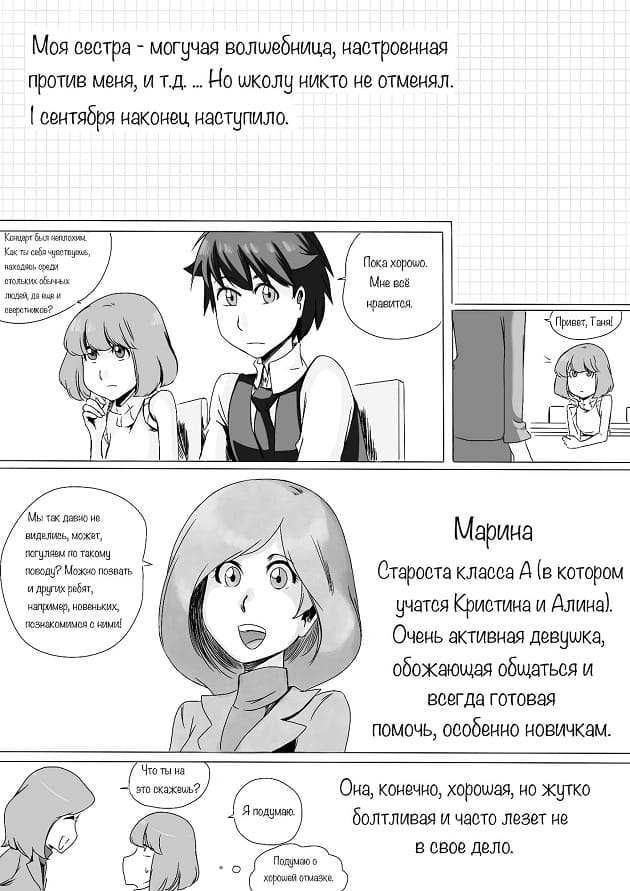 Моя сестра - могучая волшебница, настроенная
против меня, и т.д. ... Но школу никто не отменял.
1 сентября наконец наступило.
Концерт был неплохим.
Как ты себя чувствуешь,
находясь среди
стольких обычных
людей, да еще и
сверстников?
Пока хорошо.
Мне всё
нравится.
Привет, Таня!
Мы так давно не
виделись, может,
погуляем по такому
поводу? Можно позвать
и других ребят,
например, новеньких,
познакомимся с ними!
Марина
Староста класса А (в котором
учатся Кристина и Алина).
Очень активная девушка,
обожающая общаться и
всегда готовая
помочь, особенно новичкам.
Что ты на
это скажешь?
Я подумаю.
Подумаю о
хорошей отмазке.
Она, конечно, хорошая, но жутко
болтливая и часто лезет не
в свое дело.